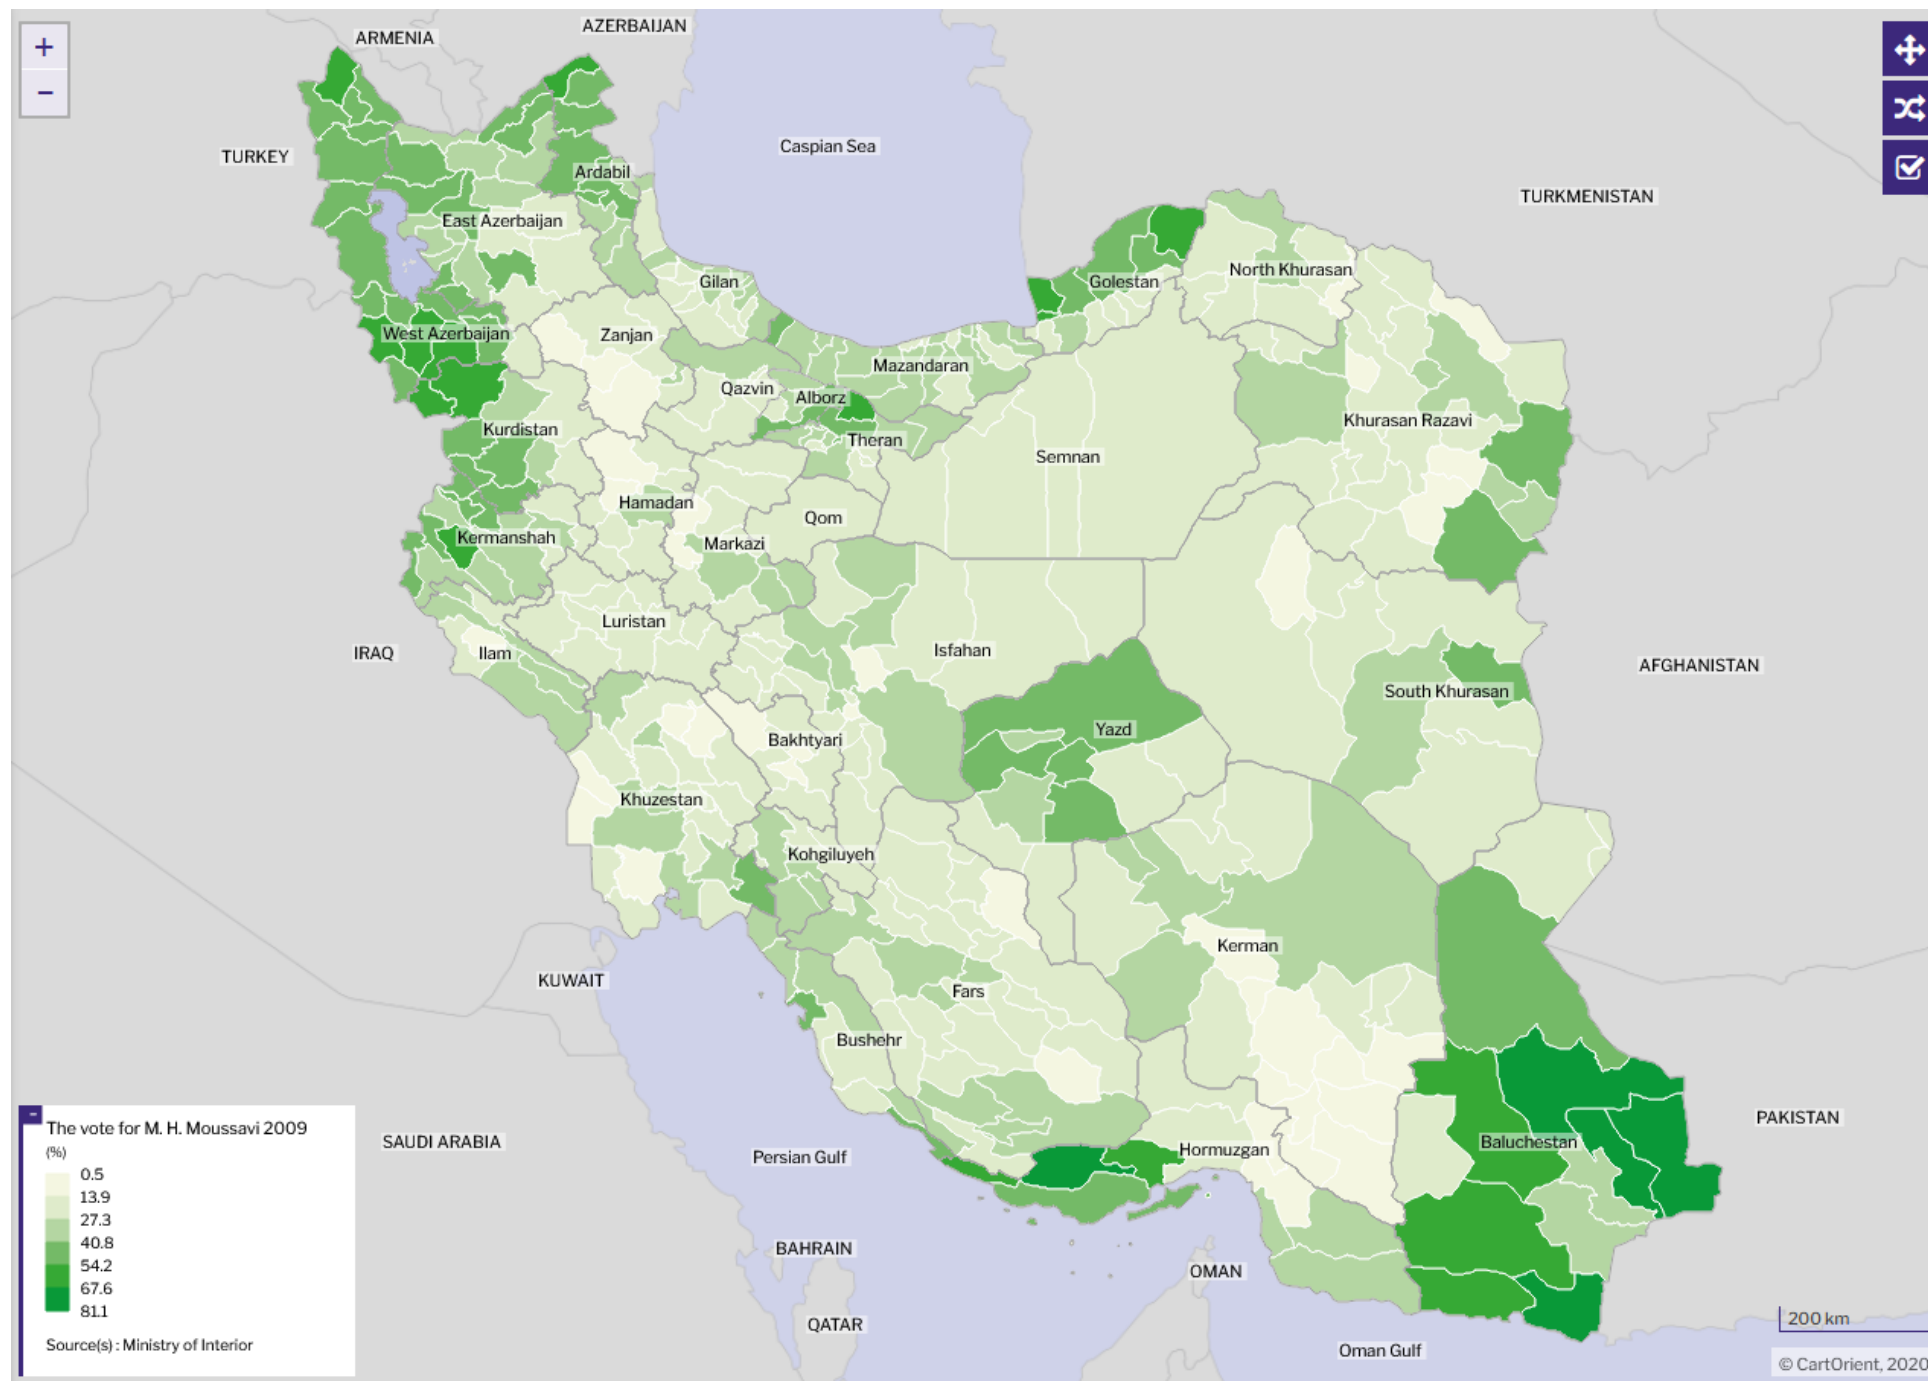 +
−
ARMENIA
AZERBAIJAN
TURKEY
Caspian Sea
TURKMENISTAN
Ardabil
East Azerbaijan
Gilan
Golestan
North Khurasan
West Azerbaijan
Zanjan
Mazandaran
Qazvin
Alborz
Kurdistan
Theran
Khurasan Razavi
Semnan
Hamadan
Qom
Kermanshah
Markazi
Luristan
IRAQ
Ilam
Isfahan
AFGHANISTAN
South Khurasan
Yazd
Bakhtyari
Khuzestan
Kohgiluyeh
Kerman
KUWAIT
Fars
Bushehr
PAKISTAN
SAUDI ARABIA
Persian Gulf
Hormuzgan
Baluchestan
BAHRAIN
OMAN
QATAR
Oman Gulf
-
The vote for M. H. Moussavi 2009
(%)
0.5
13.9
27.3
40.8
54.2
67.6
81.1
Source(s) : Ministry of Interior
200 km
© CartOrient, 2020